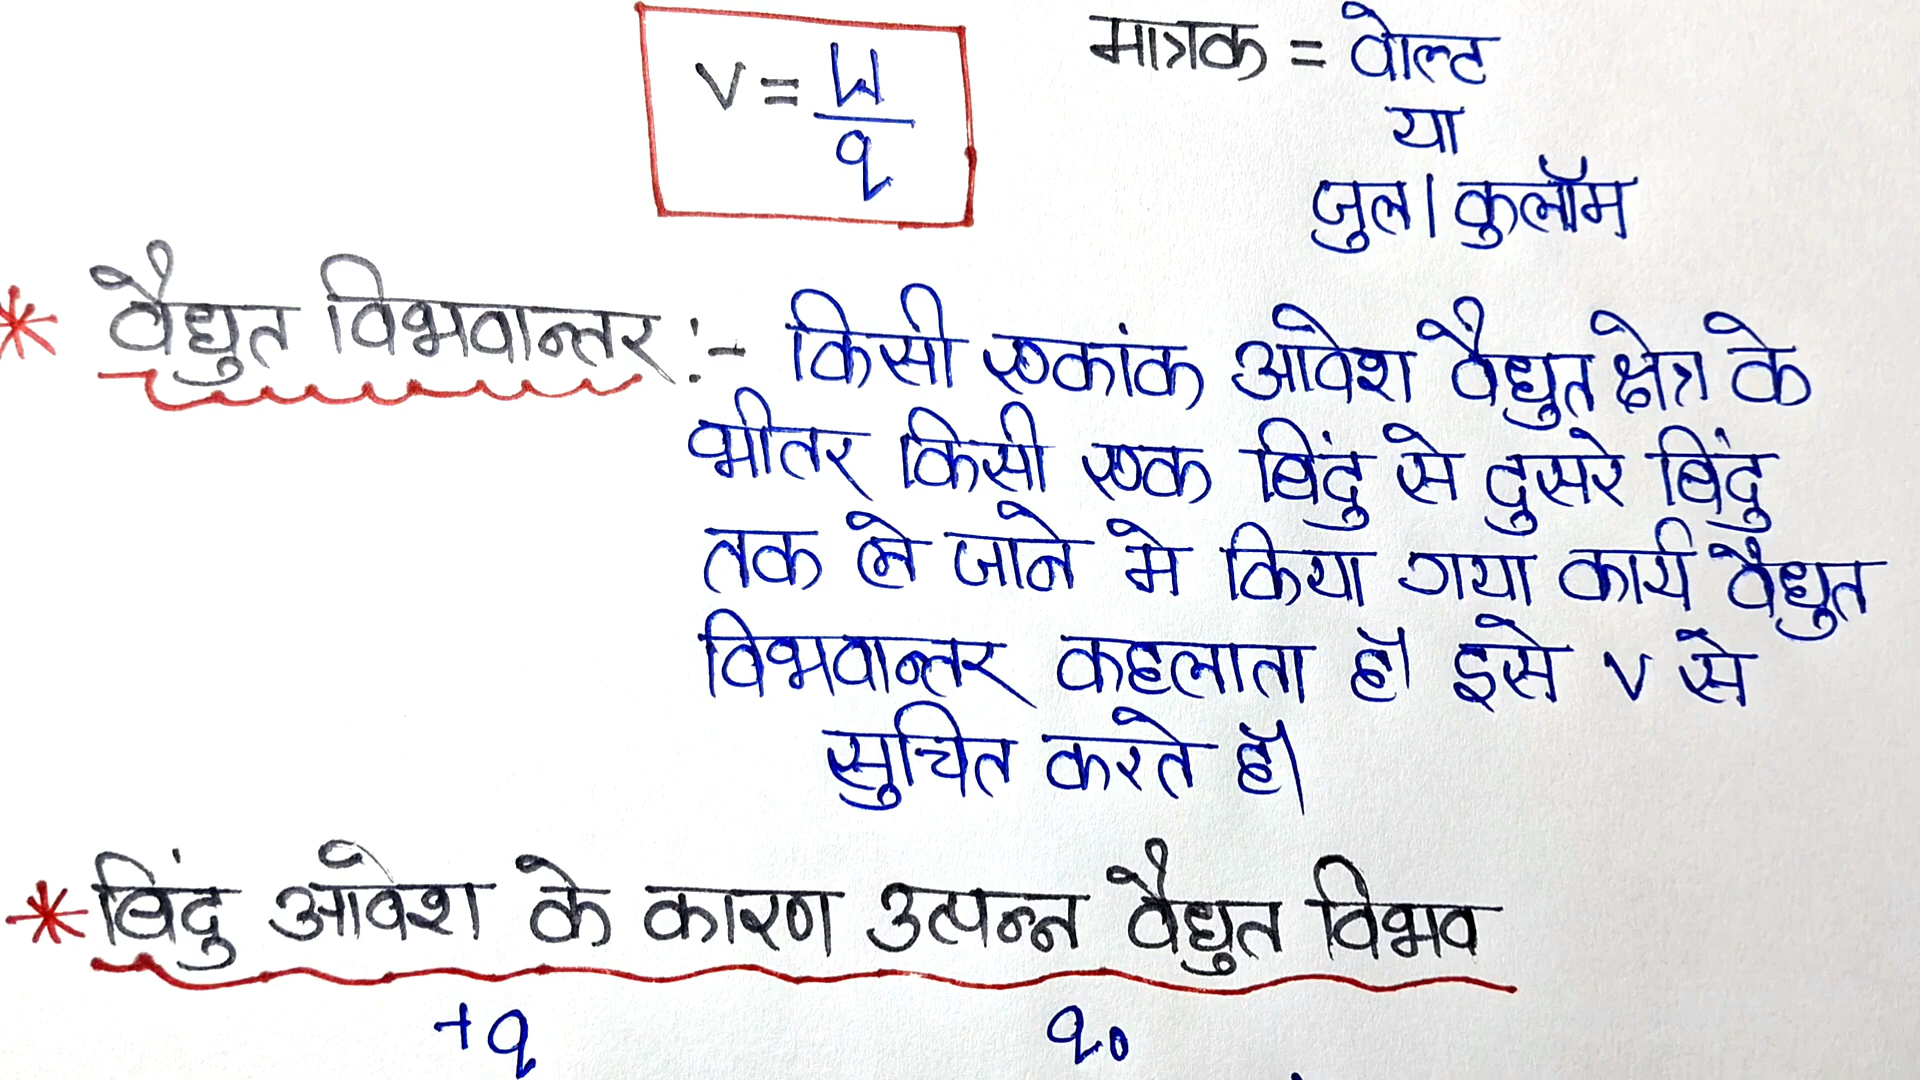 V = W/q
मात्रक = वोल्ट
या
जुल/कुलॉम
* वैद्युत विभवान्तर :- किसी एकांक आवेश वैद्युत क्षेत्र के
भीतर किसी एक बिंदु से दुसरे बिंदु
तक ले जाने मे किया गया कार्य वैद्युत
विभवान्तर कहलाता है। इसे V से
सुचित करते है।
* बिंदु आवेश के कारण उत्पन्न वैद्युत विभव
+q q₀